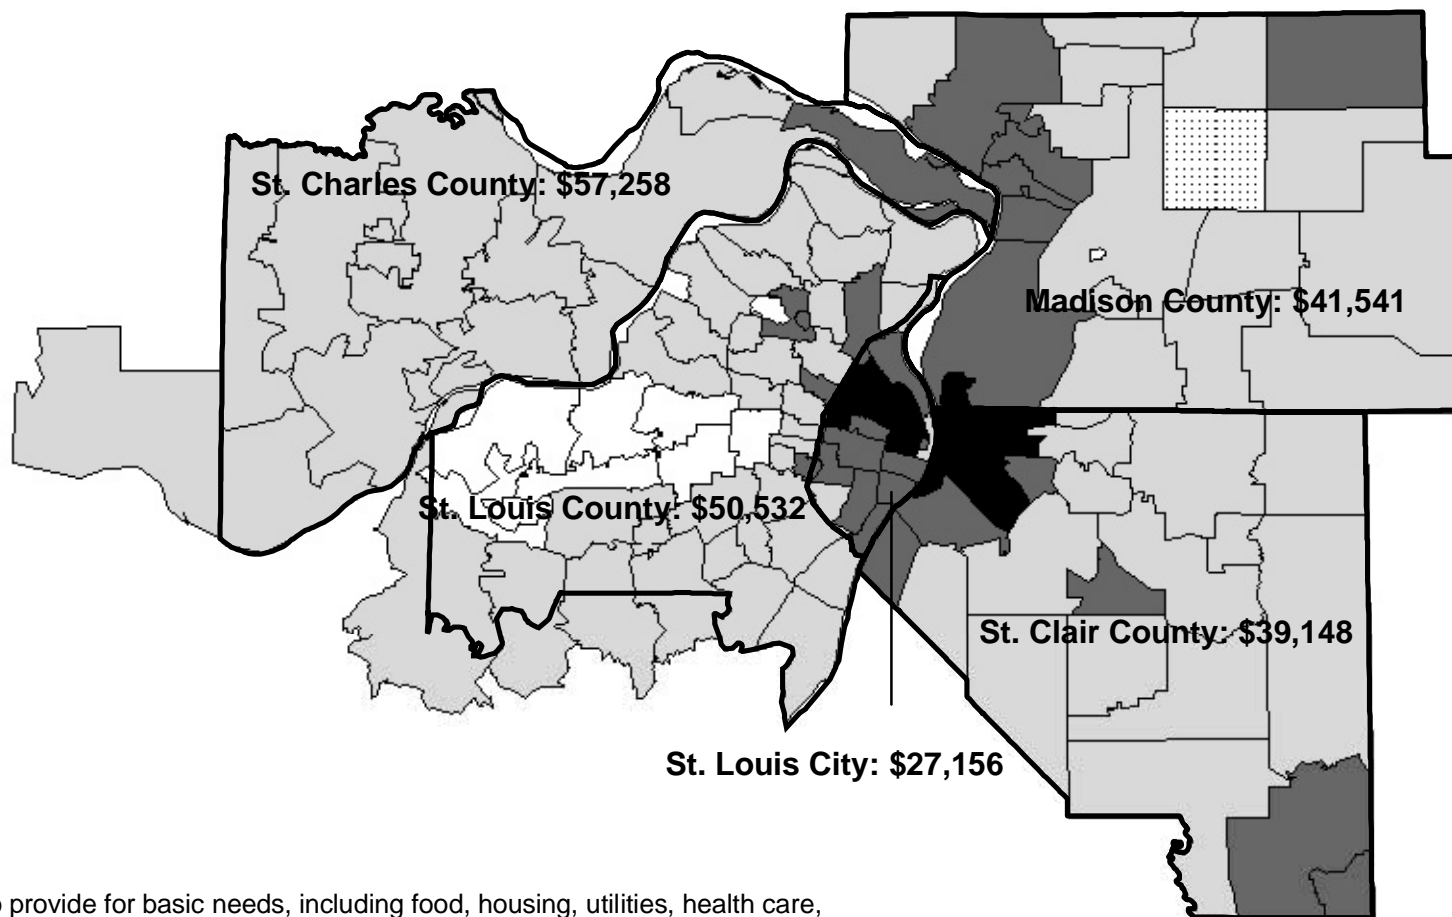 St. Charles County: $57,258
Madison County: $41,541
St. Louis County: $50,532
St. Clair County: $39,148
St. Louis City: $27,156
provide for basic needs, including food, housing, utilities, health care,